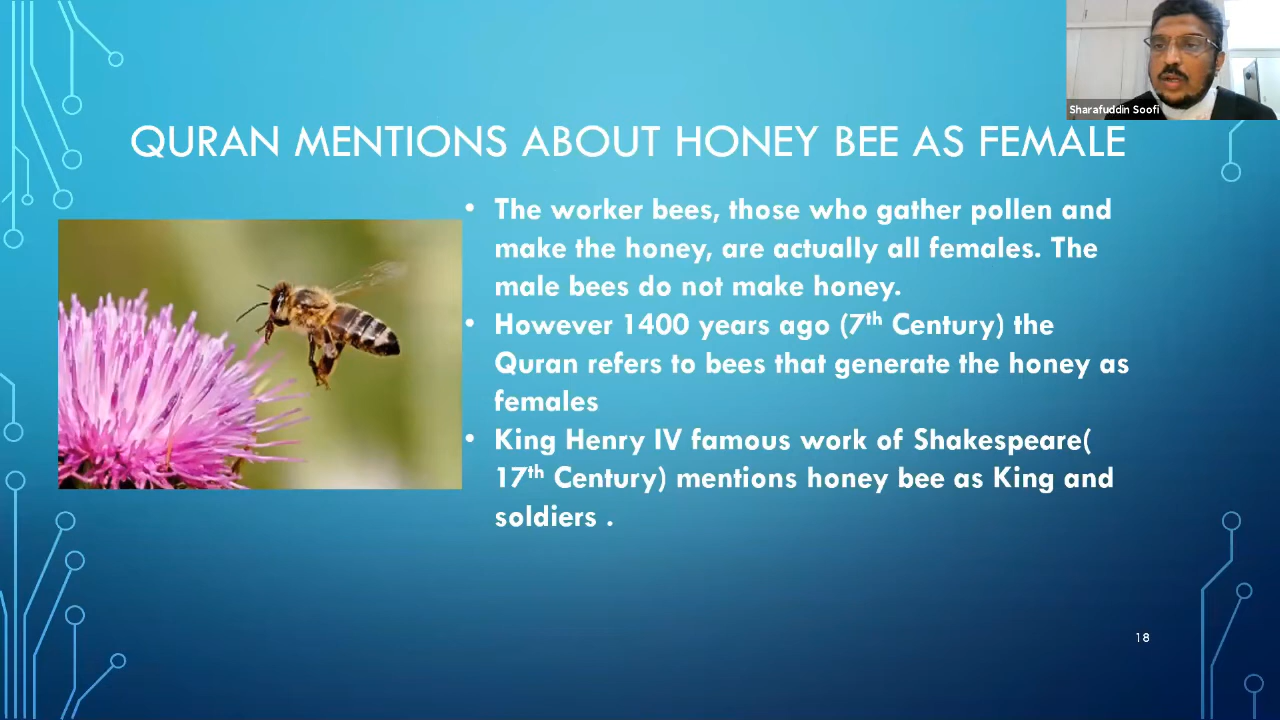 Sharafuddin Soofi
QURAN MENTIONS ABOUT HONEY BEE AS FEMALE
• The worker bees, those who gather pollen and
make the honey, are actually all females. The
male bees do not make honey.
• However 1400 years ago (7th Century) the
Quran refers to bees that generate the honey as
females
• King Henry IV famous work of Shakespeare(
17th Century) mentions honey bee as King and
soldiers .
18